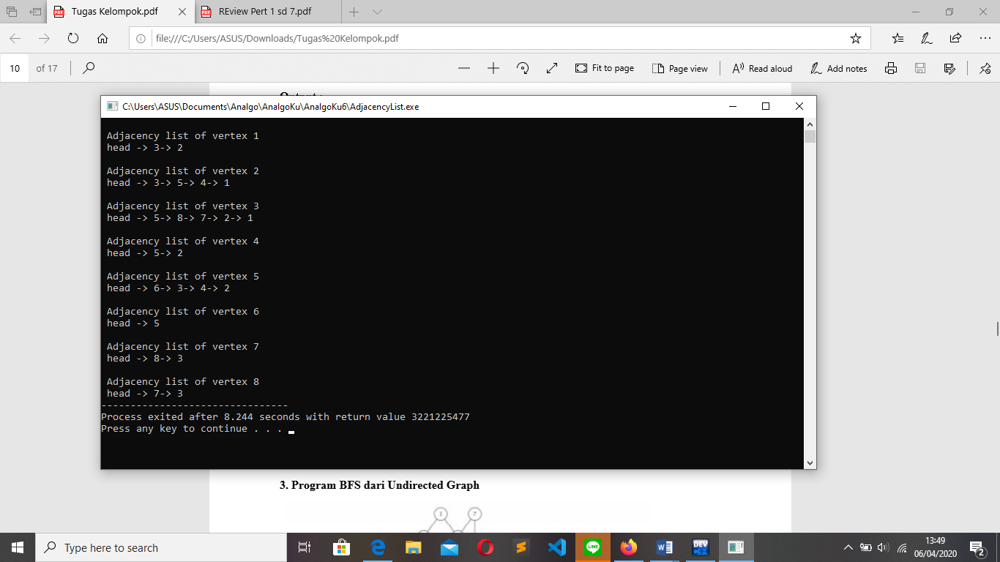 Tugas Kelompok.pdf
REview Pert 1 sd 7.pdf
file:///C:/Users/ASUS/Downloads/Tugas%20Kelompok.pdf
10 of 17
Fit to page
Page view
Read aloud
Add notes
Output :
C:\Users\ASUS\Documents\Analgo\AnalgoKu\AnalgoKu6\AdjacencyList.exe
Adjacency list of vertex 1
head -> 3-> 2
Adjacency list of vertex 2
head -> 3-> 5-> 4-> 1
Adjacency list of vertex 3
head -> 5-> 8-> 7-> 2-> 1
Adjacency list of vertex 4
head -> 5-> 2
Adjacency list of vertex 5
head -> 6-> 3-> 4-> 2
Adjacency list of vertex 6
head -> 5
Adjacency list of vertex 7
head -> 8-> 3
Adjacency list of vertex 8
head -> 7-> 3
--------------------------------
Process exited after 8.244 seconds with return value 3221225477
Press any key to continue . . .
3. Program BFS dari Undirected Graph
1 7
Type here to search
LINE
DEV
13:49
06/04/2020
2